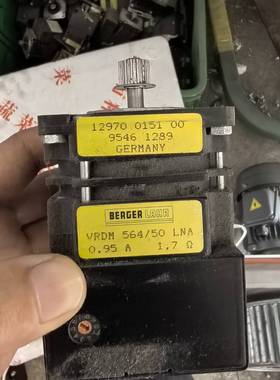 12970 0151 00
9546 1289
GERMANY
BERGER LAHR
VRDM 564/50 LNA
0.95 A 1,7 Ω